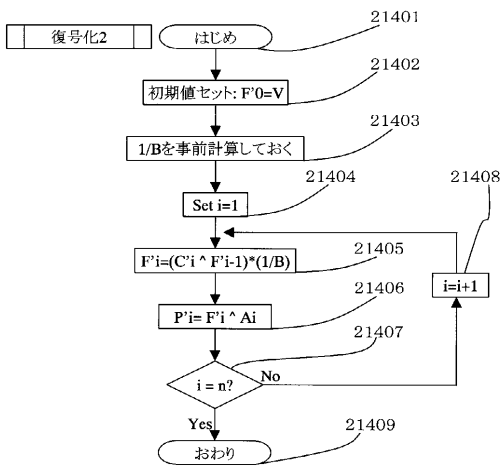 復号化2
はじめ
21401
初期値セット: F'0=V
21402
1/Bを事前計算しておく
21403
Set i=1
21404
F'i=(C'i ^ F'i-1)*(1/B)
21405
P'i= F'i ^ Ai
21406
i = n?
21407
No
i=i+1
21408
Yes
おわり
21409